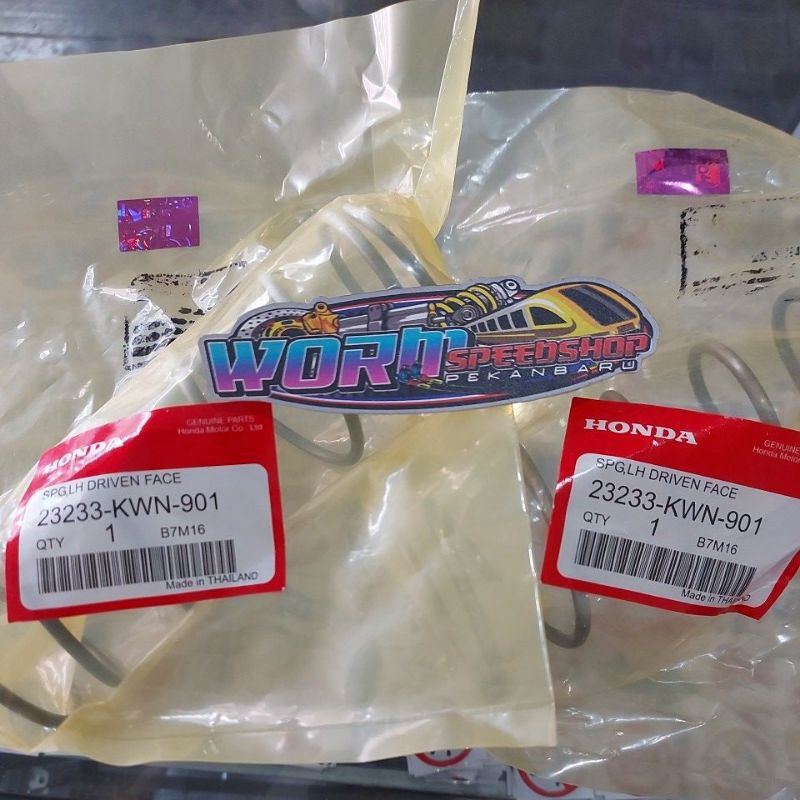 WORM
SPEEDSHOP
PEKANBARU
HONDA
GENUINE PARTS
Honda Motor Co. Ltd
SPG,LH DRIVEN FACE
23233-KWN-901
QTY 1 B7M16
Made in THAILAND
HONDA
GENUINE
Honda Motor
SPG,LH DRIVEN FACE
23233-KWN-901
QTY 1 B7M16
Made in